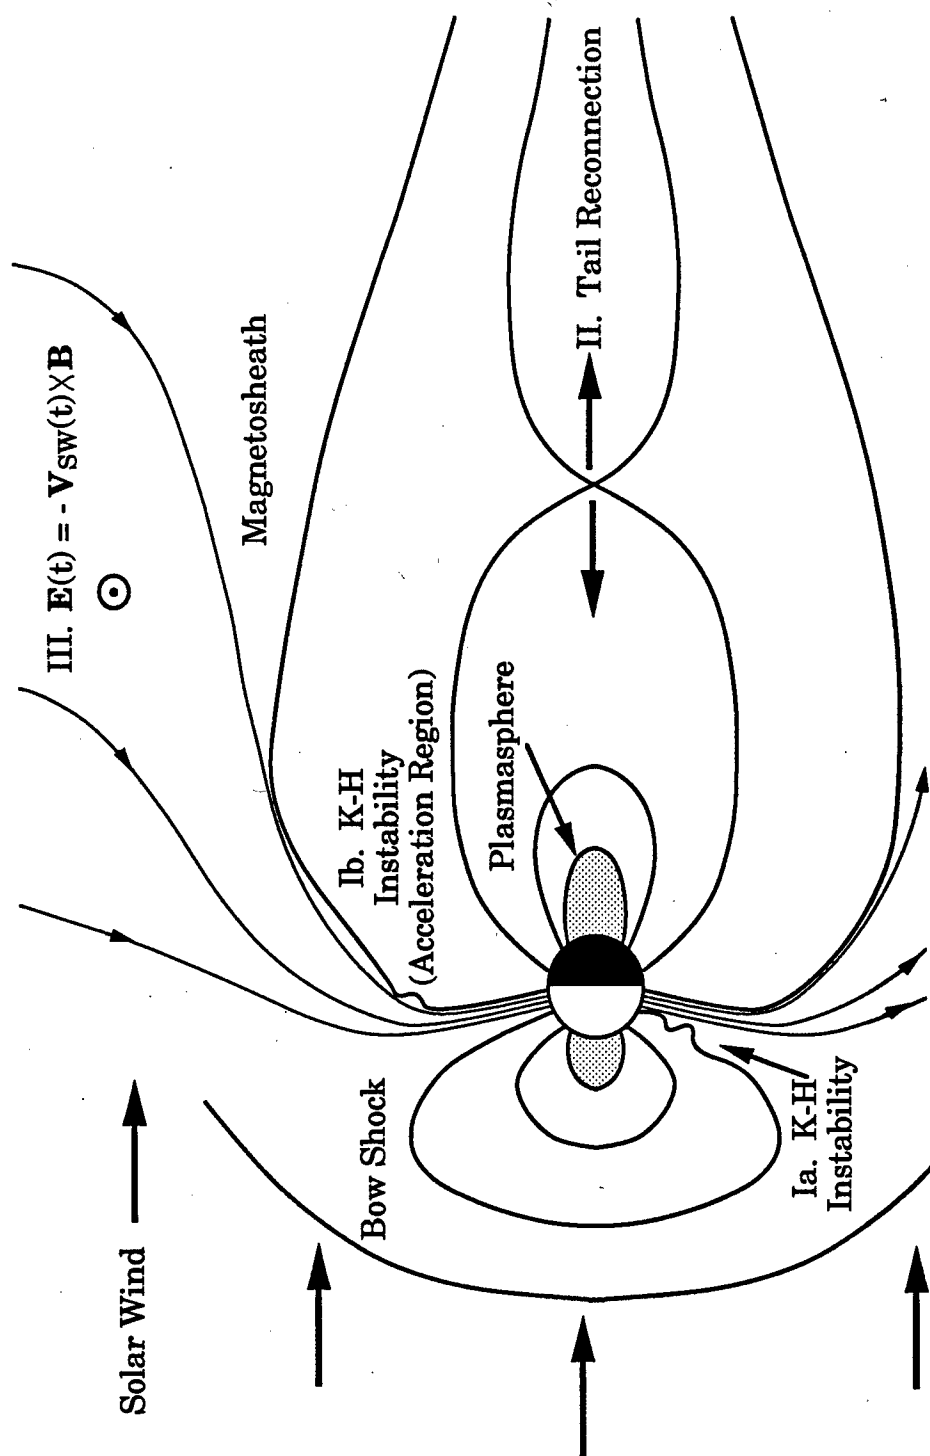 III. E(t) = - VSW(t)×B
Magnetosheath
II. Tail Reconnection
Ib. K-H
Instability
(Acceleration Region)
Plasmasphere
Solar Wind
Bow Shock
Ia. K-H
Instability